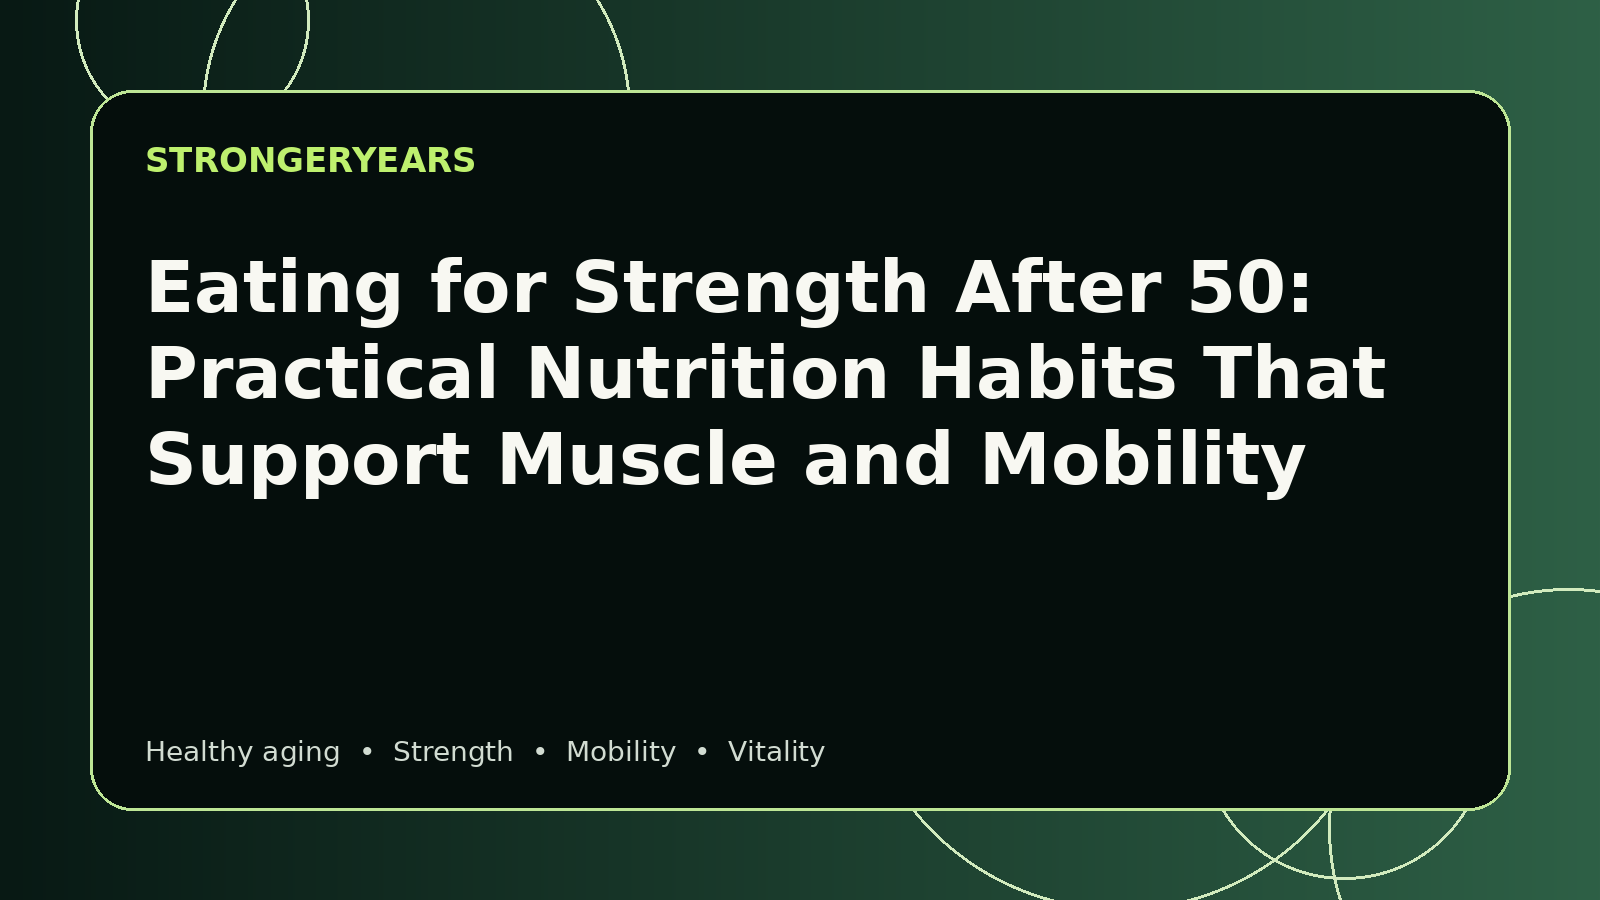 STRONGERYEARS
Eating for Strength After 50:
Practical Nutrition Habits That
Support Muscle and Mobility
Healthy aging • Strength • Mobility • Vitality